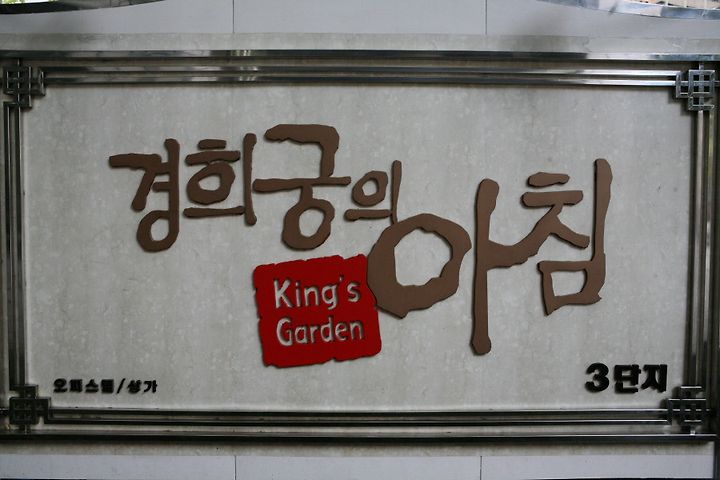 경희궁의 아침
King's
Garden
오피스텔/상가
3단지